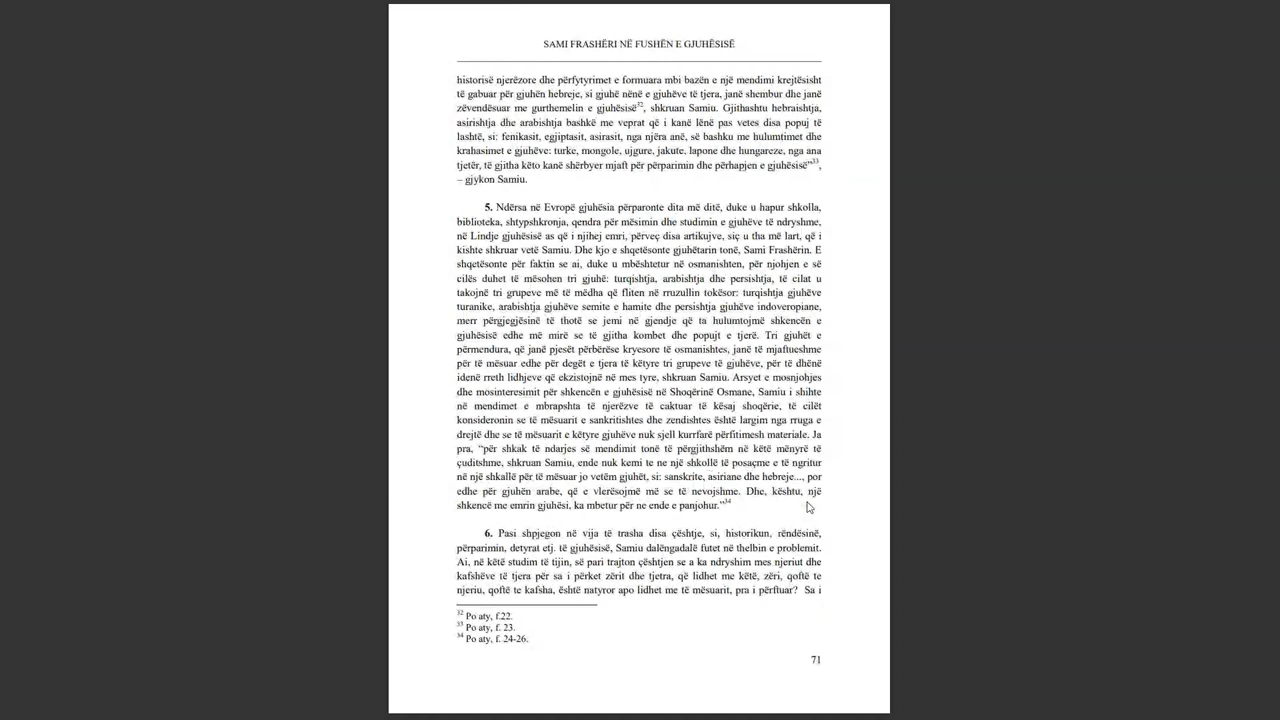 SAMI FRASHËRI NË FUSHËN E GJUHËSISË
historisë njerëzore dhe përfytyrimet e formuara mbi bazën e një mendimi krejtësisht
të gabuar për gjuhën hebreje, si gjuhë nënë e gjuhëve të tjera, janë shembur dhe janë
zëvendësuar me gurthemelin e gjuhësisë32, shkruan Samiu. Gjithashtu hebraishtja,
asirishtja dhe arabishtja bashkë me veprat që i kanë lënë pas vetes disa popuj të
lashtë, si: fenikasit, egjiptasit, asirasit, nga njëra anë, së bashku me hulumtimet dhe
krahasimet e gjuhëve: turke, mongole, ujgure, jakute, lapone dhe hungareze, nga ana
tjetër, të gjitha këto kanë shërbyer mjaft për përparimin dhe përhapjen e gjuhësisë”33,
– gjykon Samiu.
5. Ndërsa në Evropë gjuhësia përparonte dita më ditë, duke u hapur shkolla,
biblioteka, shtypshkronja, qendra për mësimin dhe studimin e gjuhëve të ndryshme,
në Lindje gjuhësisë as që i njihej emri, përveç disa artikujve, siç u tha më lart, që i
kishte shkruar vetë Samiu. Dhe kjo e shqetësonte gjuhëtarin tonë, Sami Frashërin. E
shqetësonte për faktin se ai, duke u mbështetur në osmanishten, për njohjen e së
cilës duhet të mësohen tri gjuhë: turqishtja, arabishtja dhe persishtja, të cilat u
takojnë tri grupeve më të mëdha që fliten në rruzullin tokësor: turqishtja gjuhëve
turanike, arabishtja gjuhëve semite e hamite dhe persishtja gjuhëve indoveropiane,
merr përgjegjësinë të thotë se jemi në gjendje që ta hulumtojmë shkencën e
gjuhësisë edhe më mirë se të gjitha kombet dhe popujt e tjerë. Tri gjuhët e
përmendura, që janë pjesët përbërëse kryesore të osmanishtes, janë të mjaftueshme
për të mësuar edhe për degët e tjera të këtyre tri grupeve të gjuhëve, për të dhënë
idenë rreth lidhjeve që ekzistojnë në mes tyre, shkruan Samiu. Arsyet e mosnjohjes
dhe mosinteresimit për shkencën e gjuhësisë në Shoqërinë Osmane, Samiu i shihte
në mendimet e mbrapshta të njerëzve të caktuar të kësaj shoqërie, të cilët
konsideronin se të mësuarit e sankritishtes dhe zendishtes është largim nga rruga e
drejtë dhe se të mësuarit e këtyre gjuhëve nuk sjell kurrfarë përfitimesh materiale. Ja
pra, “për shkak të ndarjes së mendimit tonë të përgjithshëm në këtë mënyrë të
çuditshme, shkruan Samiu, ende nuk kemi te ne një shkollë të posaçme e të ngritur
në një shkallë për të mësuar jo vetëm gjuhët, si: sanskrite, asiriane dhe hebreje..., por
edhe për gjuhën arabe, që e vlerësojmë më se të nevojshme. Dhe, kështu, një
shkencë me emrin gjuhësi, ka mbetur për ne ende e panjohur.”34
6. Pasi shpjegon në vija të trasha disa çështje, si, historikun, rëndësinë,
përparimin, detyrat etj. të gjuhësisë, Samiu dalëngadalë futet në thelbin e problemit.
Ai, në këtë studim të tijin, së pari trajton çështjen se a ka ndryshim mes njeriut dhe
kafshëve të tjera për sa i përket zërit dhe tjetra, që lidhet me këtë, zëri, qoftë te
njeriu, qoftë te kafsha, është natyror apo lidhet me të mësuarit, pra i përftuar? Sa i
32 Po aty, f.22.
33 Po aty, f. 23.
34 Po aty, f. 24-26.
71